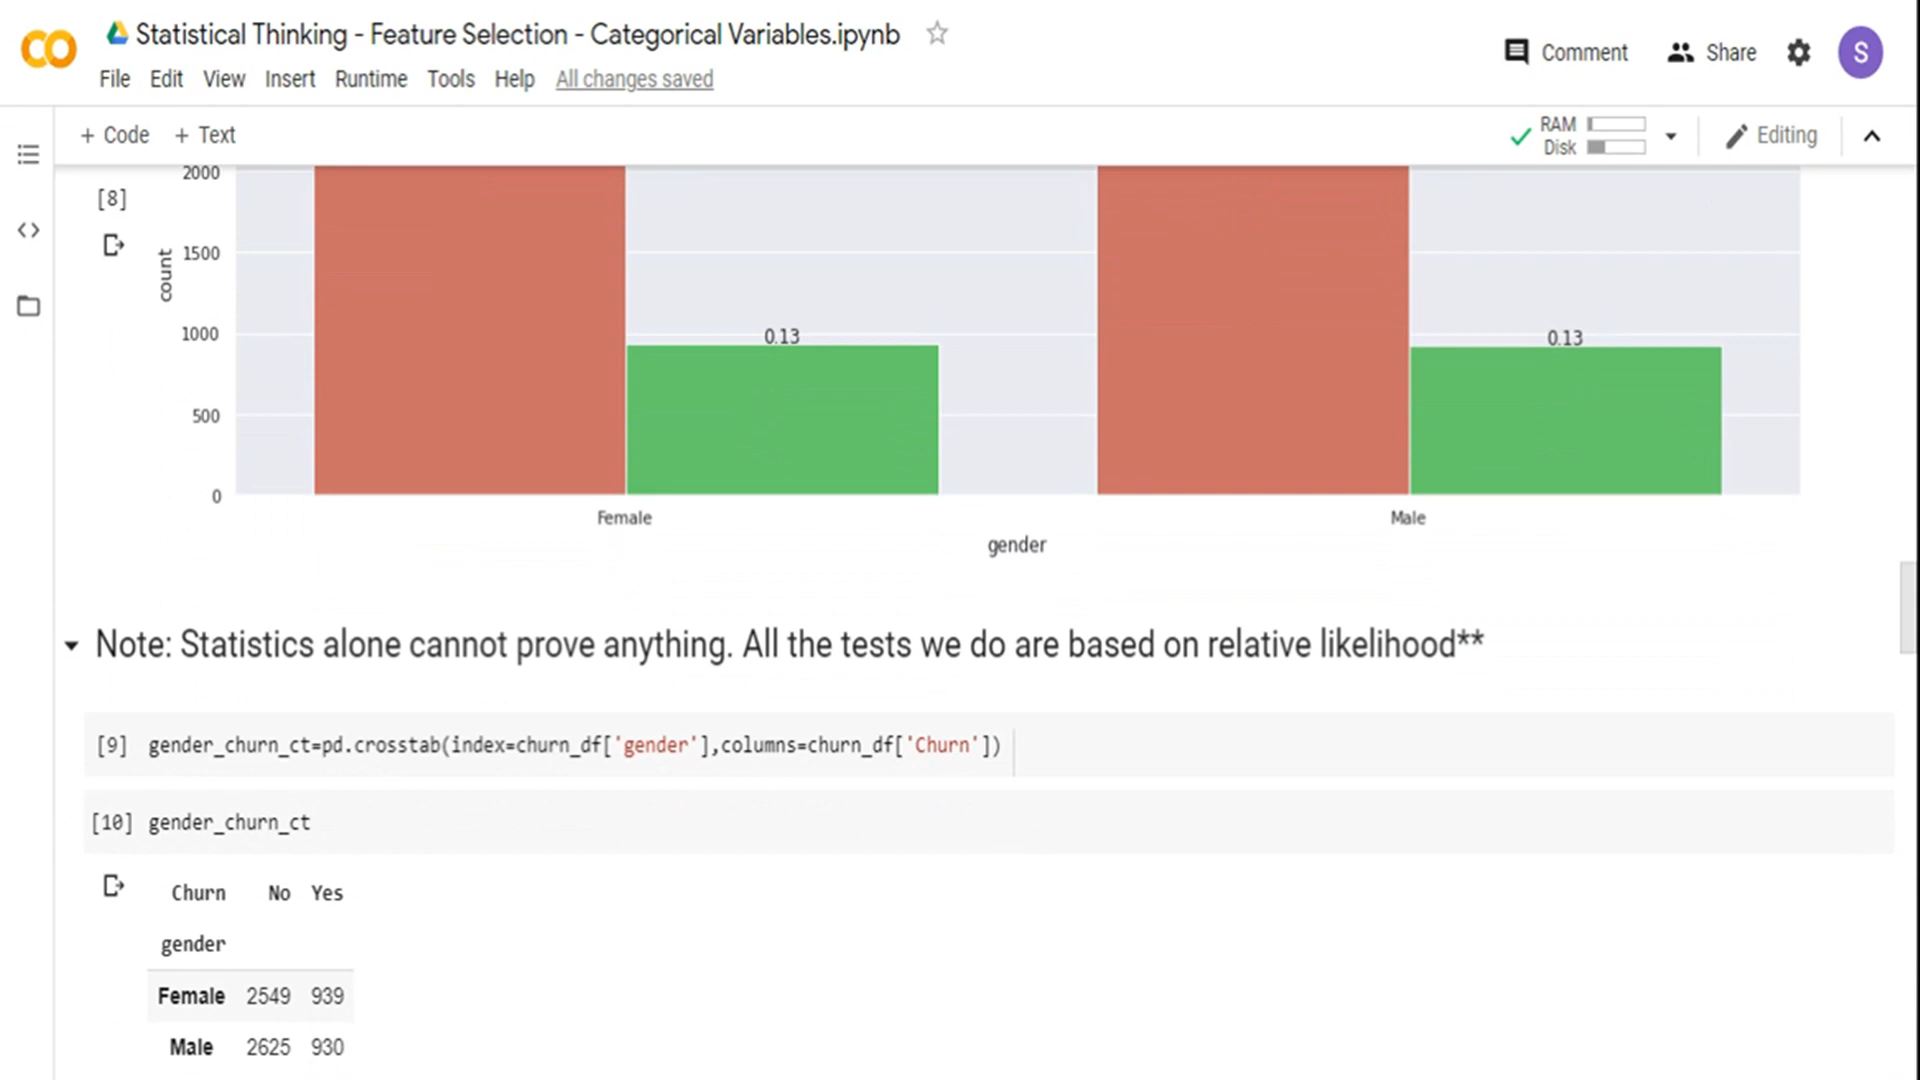 Statistical Thinking - Feature Selection - Categorical Variables.ipynb
Comment Share S
File Edit View Insert Runtime Tools Help All changes saved
+ Code + Text
RAM
Disk
Editing
[8]
count
2000
1500
1000
500
0
0.13
0.13
Female
Male
gender
Note: Statistics alone cannot prove anything. All the tests we do are based on relative likelihood**
[9] gender_churn_ct=pd.crosstab(index=churn_df['gender'],columns=churn_df['Churn'])
[10] gender_churn_ct
Churn No Yes
gender
Female 2549 939
Male 2625 930